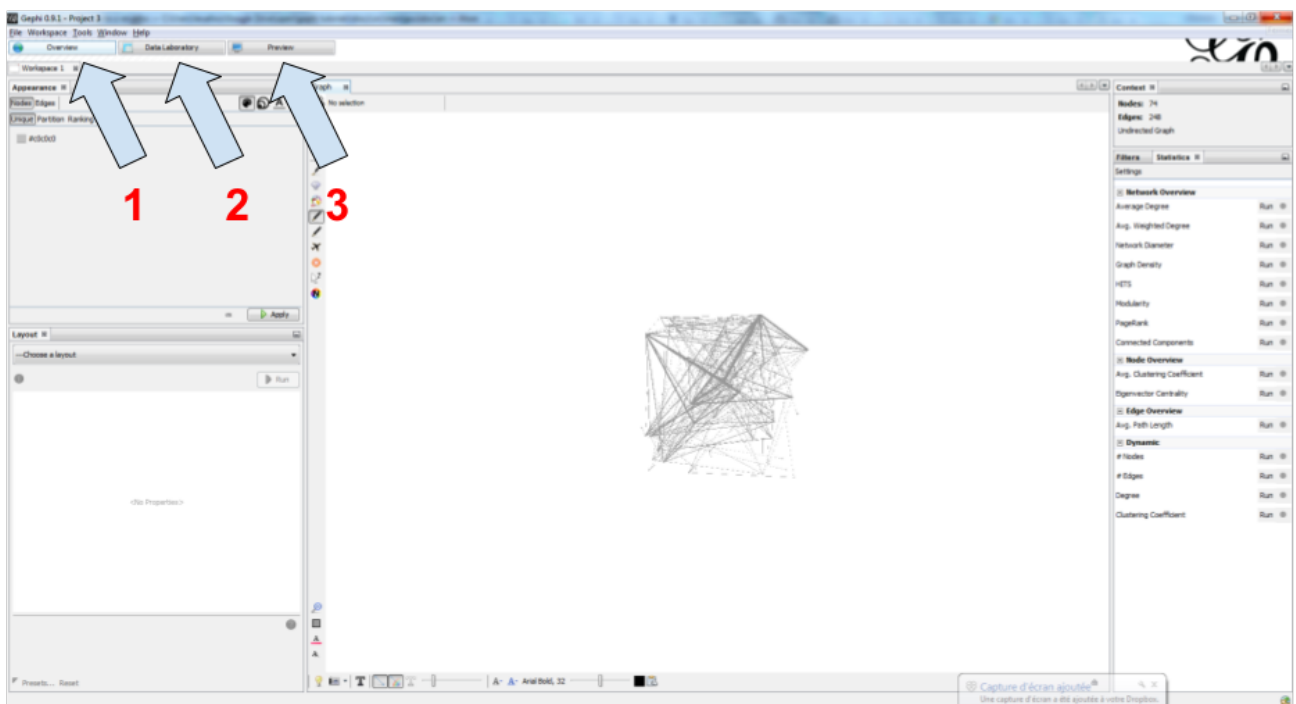 Gephi 0.9.1 - Project 3
File Workspace Tools Window Help
Overview Data Laboratory Preview
Workspace 1
Appearance
Nodes Edges
Unique Partition Ranking
#c0c0c0
1
2
3
Apply
Layout
---Choose a layout
Run
<No Properties>
Presets... Reset
No selection
A- A- Arial Bold, 32
Context
Nodes: 74
Edges: 248
Undirected Graph
Filters Statistics
Settings
Network Overview
Average Degree Run
Avg. Weighted Degree Run
Network Diameter Run
Graph Density Run
HITS Run
Modularity Run
PageRank Run
Connected Components Run
Node Overview
Avg. Clustering Coefficient Run
Eigenvector Centrality Run
Edge Overview
Avg. Path Length Run
Dynamic
# Nodes Run
# Edges Run
Degree Run
Clustering Coefficient Run
Capture d'écran ajoutée
Une capture d'écran a été ajoutée à votre Dropbox.